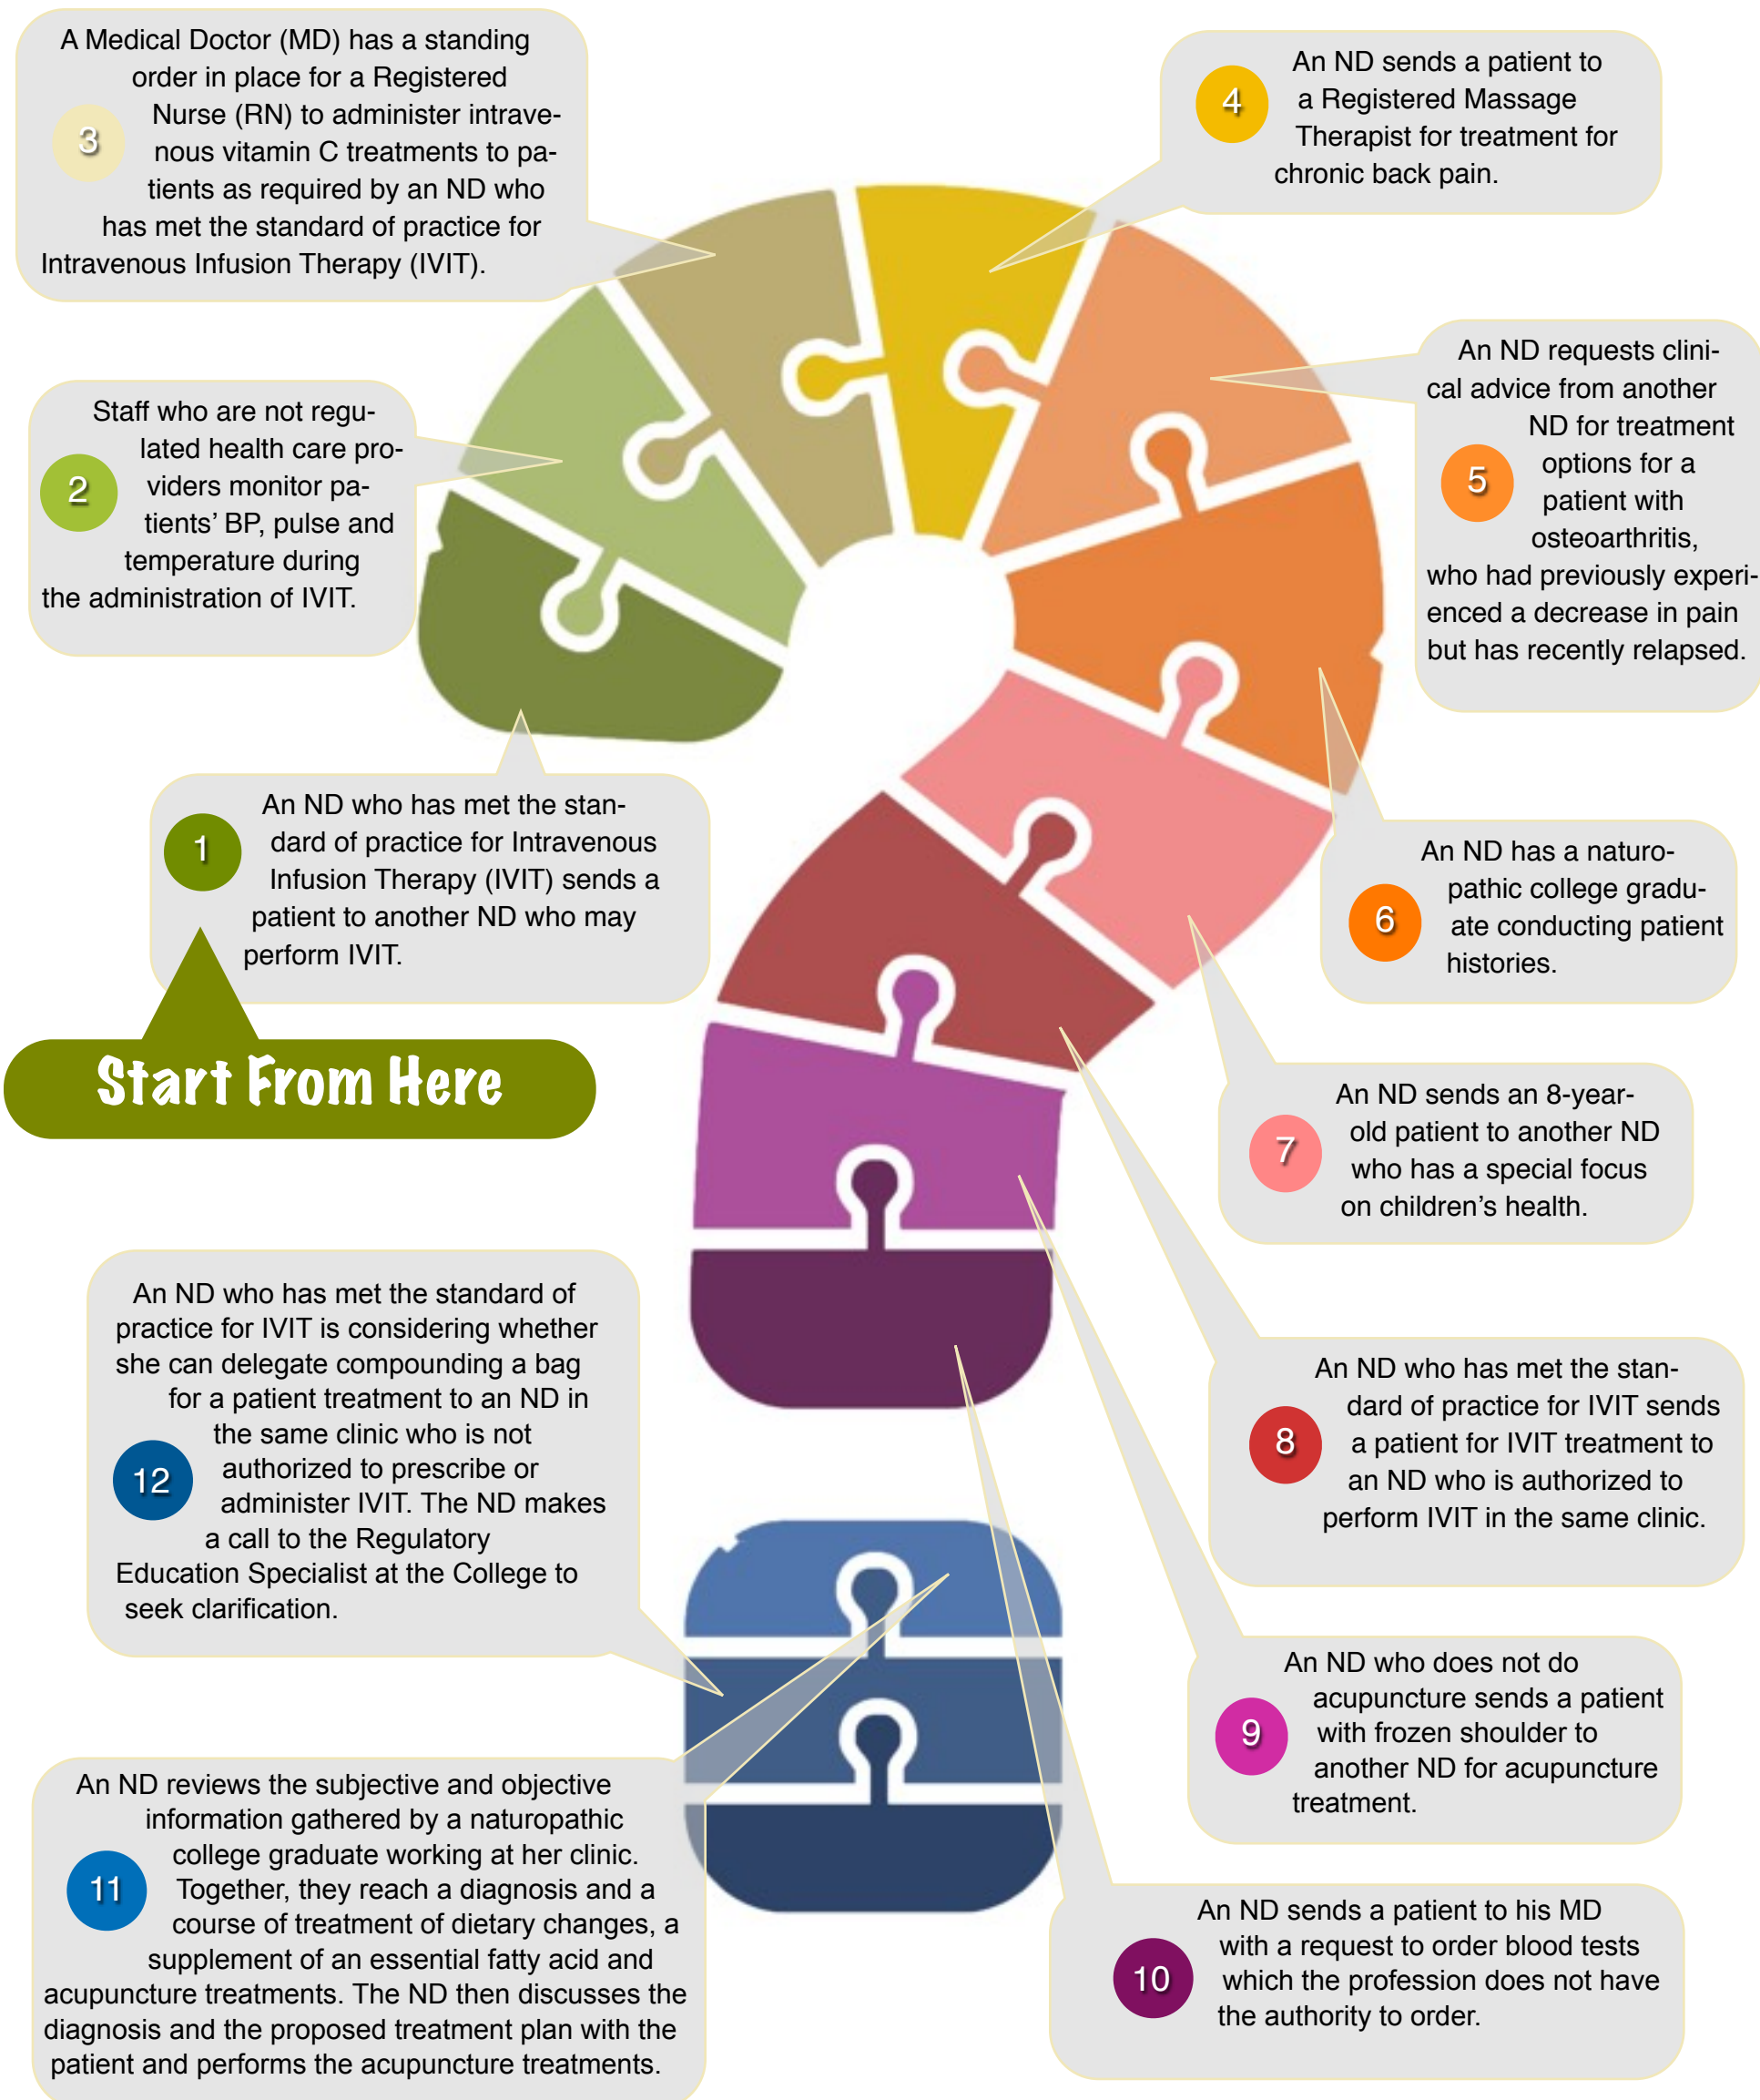 A Medical Doctor (MD) has a standing
order in place for a Registered
Nurse (RN) to administer intrave-
nous vitamin C treatments to pa-
tients as required by an ND who
has met the standard of practice for
Intravenous Infusion Therapy (IVIT).
3
An ND sends a patient to
a Registered Massage
Therapist for treatment for
chronic back pain.
4
Staff who are not regu-
lated health care pro-
viders monitor pa-
tients’ BP, pulse and
temperature during
the administration of IVIT.
2
An ND requests clini-
cal advice from another
ND for treatment
options for a
patient with
osteoarthritis,
who had previously experi-
enced a decrease in pain
but has recently relapsed.
5
An ND who has met the stan-
dard of practice for Intravenous
Infusion Therapy (IVIT) sends a
patient to another ND who may
perform IVIT.
1
Start From Here
An ND has a naturo-
pathic college gradu-
ate conducting patient
histories.
6
An ND sends an 8-year-
old patient to another ND
who has a special focus
on children’s health.
7
An ND who has met the stan-
dard of practice for IVIT sends
a patient for IVIT treatment to
an ND who is authorized to
perform IVIT in the same clinic.
8
An ND who does not do
acupuncture sends a patient
with frozen shoulder to
another ND for acupuncture
treatment.
9
An ND sends a patient to his MD
with a request to order blood tests
which the profession does not have
the authority to order.
10
An ND reviews the subjective and objective
information gathered by a naturopathic
college graduate working at her clinic.
Together, they reach a diagnosis and a
course of treatment of dietary changes, a
supplement of an essential fatty acid and
acupuncture treatments. The ND then discusses the
diagnosis and the proposed treatment plan with the
patient and performs the acupuncture treatments.
11
An ND who has met the standard of
practice for IVIT is considering whether
she can delegate compounding a bag
for a patient treatment to an ND in
the same clinic who is not
authorized to prescribe or
administer IVIT. The ND makes
a call to the Regulatory
Education Specialist at the College to
seek clarification.
12